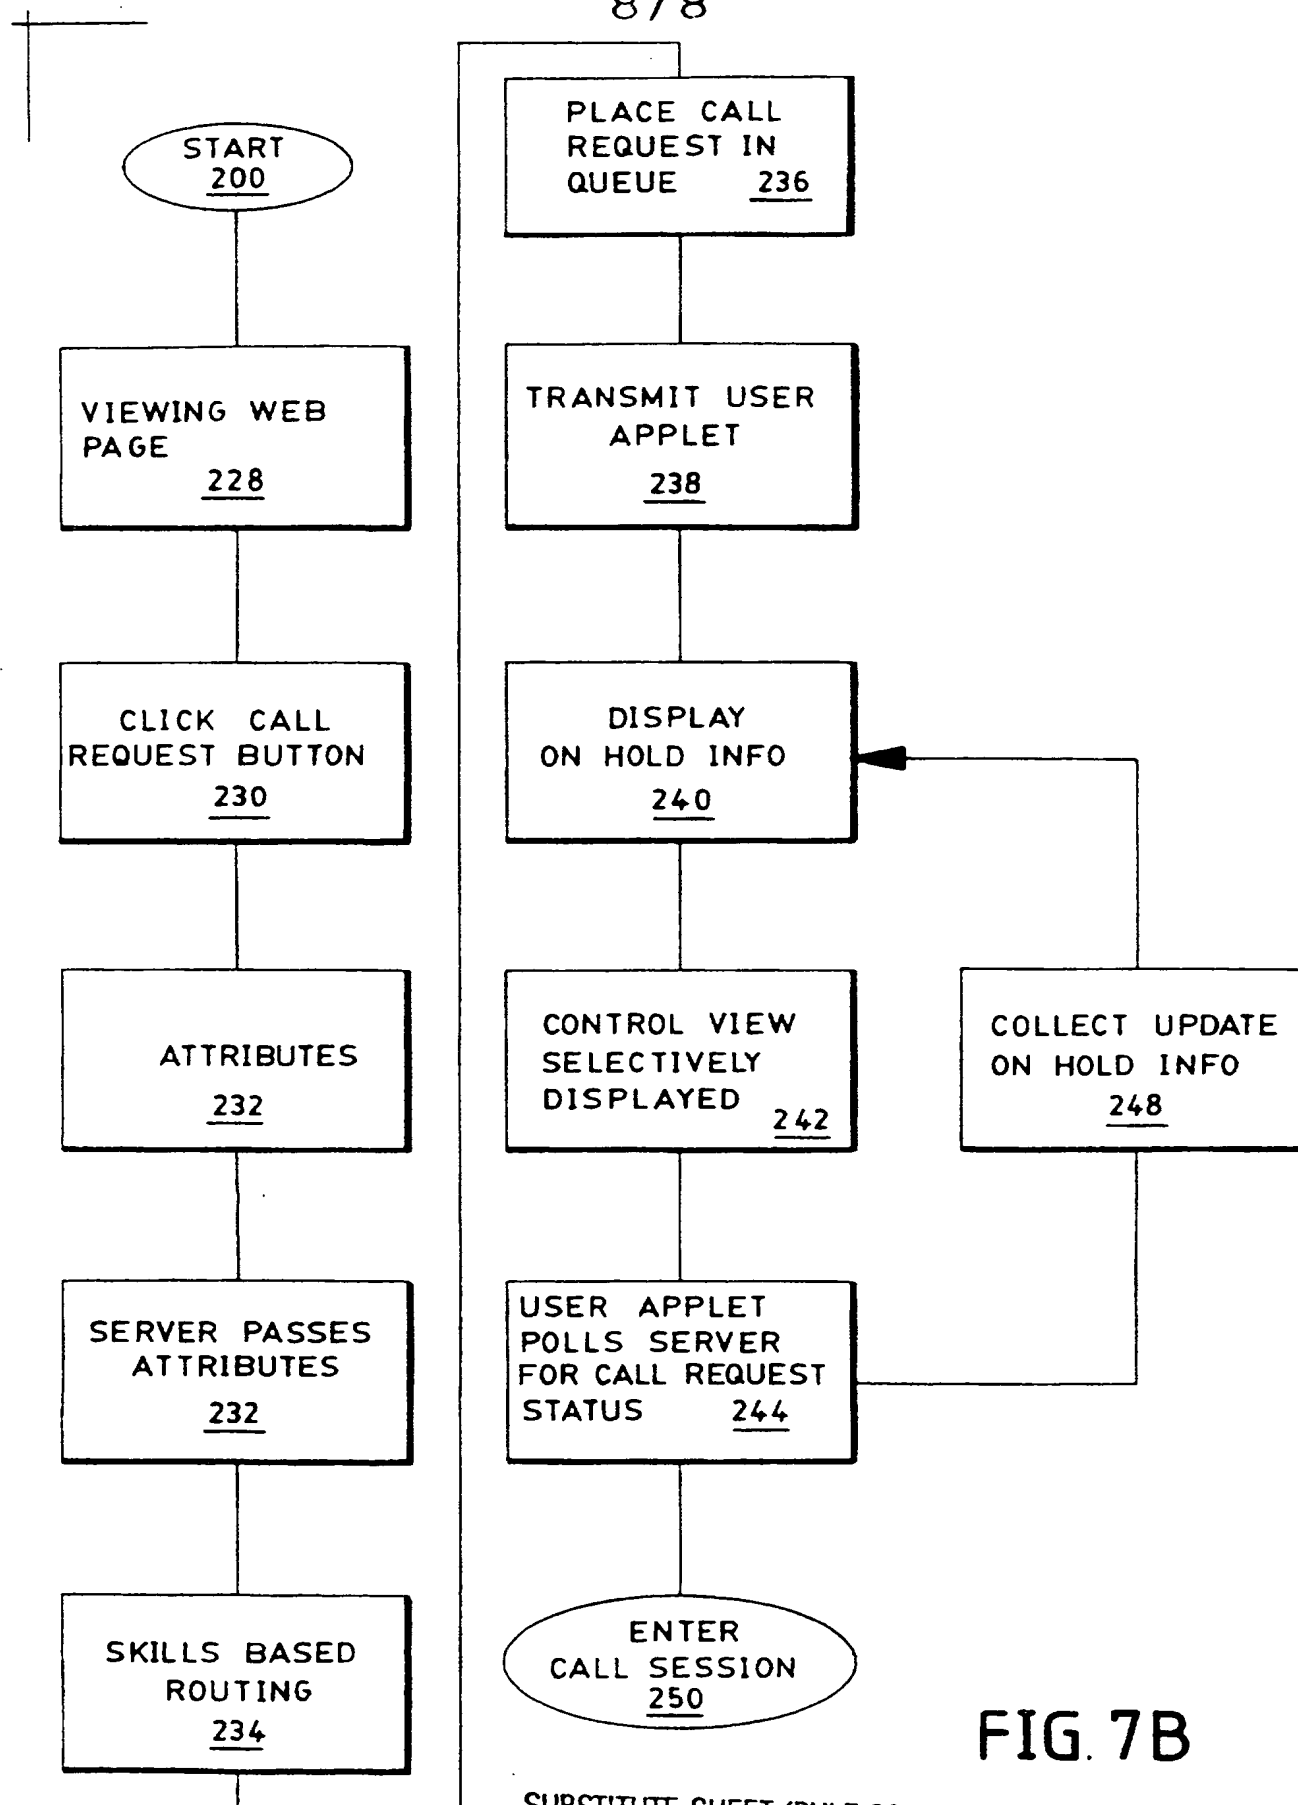 8/8
START
200
VIEWING WEB
PAGE
228
CLICK CALL
REQUEST BUTTON
230
ATTRIBUTES
232
SERVER PASSES
ATTRIBUTES
232
SKILLS BASED
ROUTING
234
PLACE CALL
REQUEST IN
QUEUE 236
TRANSMIT USER
APPLET
238
DISPLAY
ON HOLD INFO
240
CONTROL VIEW
SELECTIVELY
DISPLAYED
242
USER APPLET
POLLS SERVER
FOR CALL REQUEST
STATUS 244
ENTER
CALL SESSION
250
COLLECT UPDATE
ON HOLD INFO
248
FIG. 7B
SUBSTITUTE SHEET (RULE